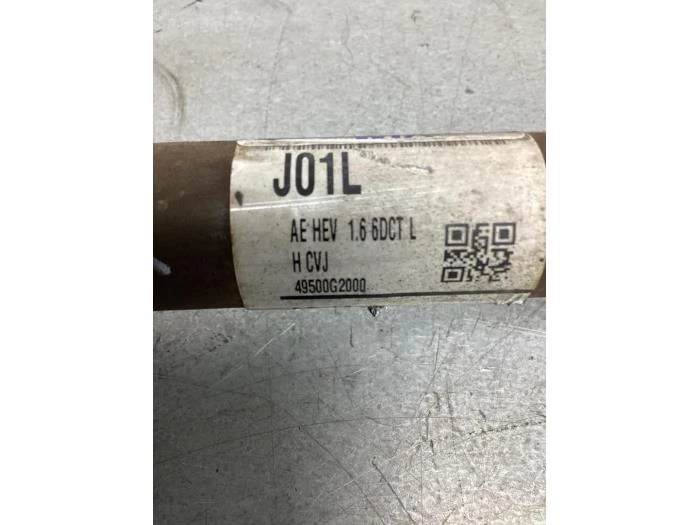 J01L
AE HEV 1.6 6DCT L
H CVJ
49500G2000